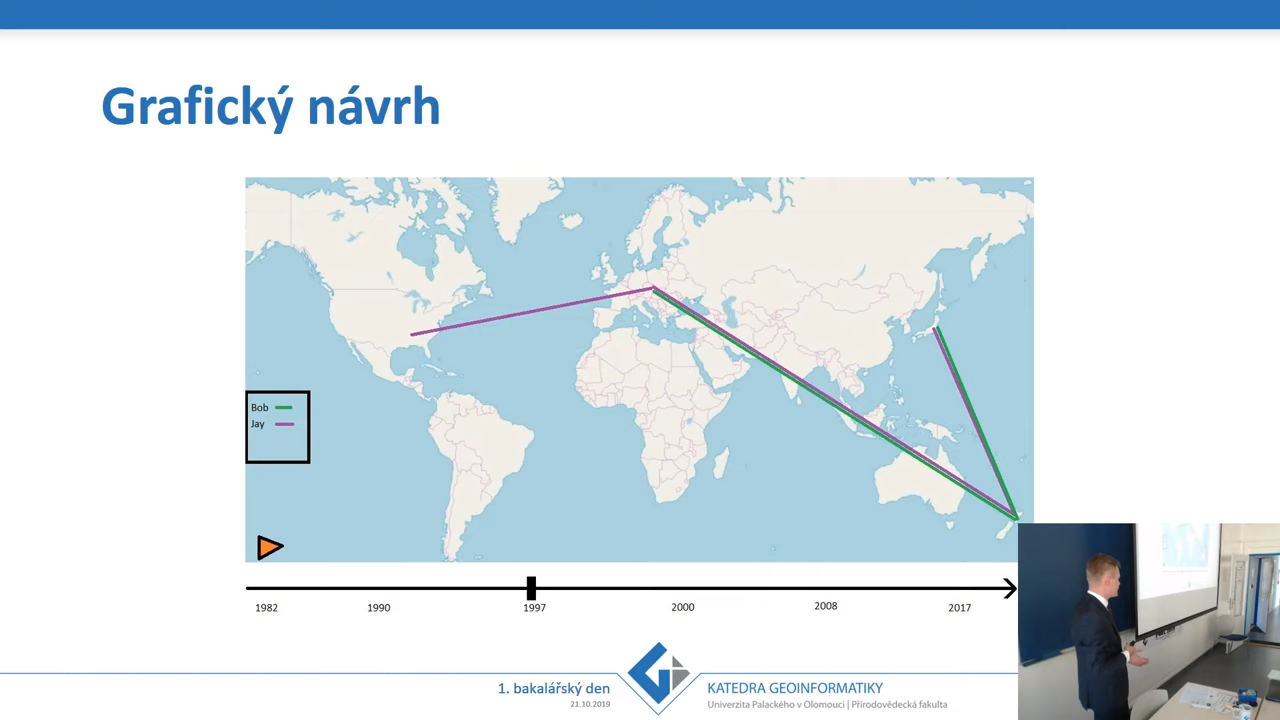 Grafický návrh
Bob
Jay
1982 1990 1997 2000 2008 2017
1. bakalářský den
21.10.2019
KATEDRA GEOINFORMATIKY
Univerzita Palackého v Olomouci | Přírodovědecká fakulta